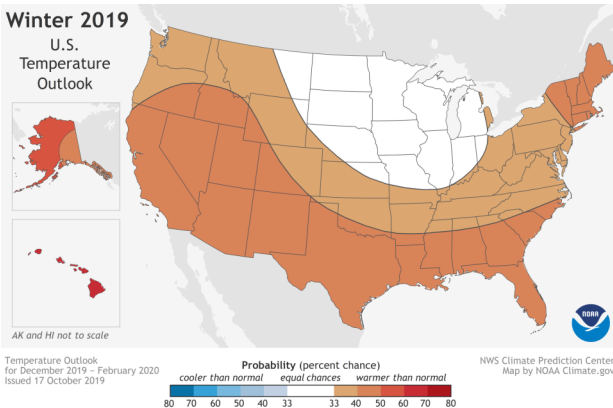 Winter 2019
U.S.
Temperature
Outlook
AK and HI not to scale
NOAA
Temperature Outlook
for December 2019 – February 2020
Issued 17 October 2019
Probability (percent chance)
cooler than normal equal chances warmer than normal
80 70 60 50 40 33 33 40 50 60 70 80
NWS Climate Prediction Center
Map by NOAA Climate.gov